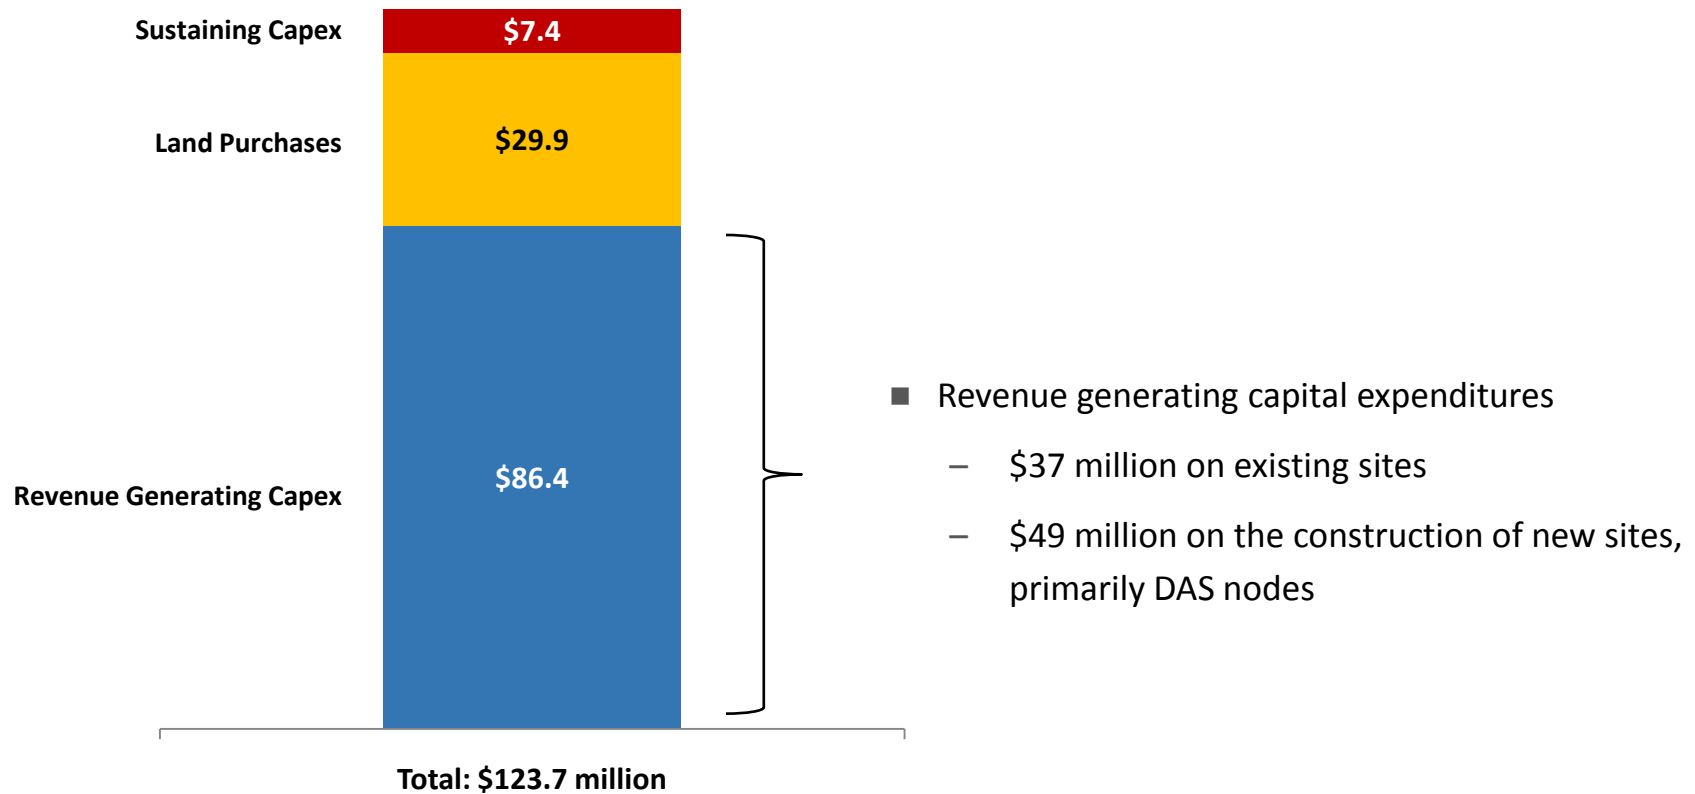 Sustaining Capex
$7.4
Land Purchases
$29.9
Revenue Generating Capex
$86.4
Total: $123.7 million
■ Revenue generating capital expenditures
– $37 million on existing sites
– $49 million on the construction of new sites,
primarily DAS nodes